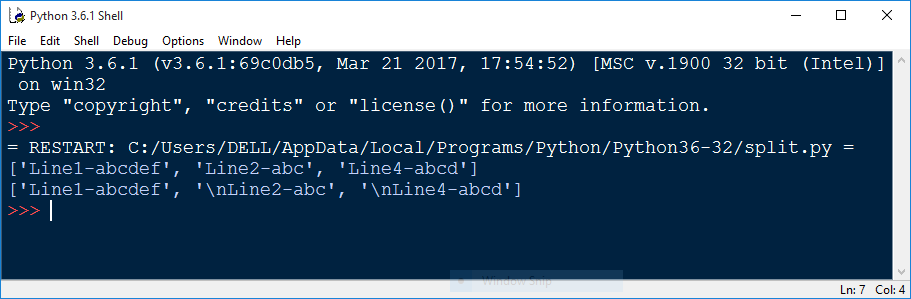 Python 3.6.1 Shell
File Edit Shell Debug Options Window Help
Python 3.6.1 (v3.6.1:69c0db5, Mar 21 2017, 17:54:52) [MSC v.1900 32 bit (Intel)]
 on win32
Type "copyright", "credits" or "license()" for more information.
>>>
= RESTART: C:/Users/DELL/AppData/Local/Programs/Python/Python36-32/split.py =
['Line1-abcdef', 'Line2-abc', 'Line4-abcd']
['Line1-abcdef', '\nLine2-abc', '\nLine4-abcd']
>>>
Window Snip
Ln: 7 Col: 4